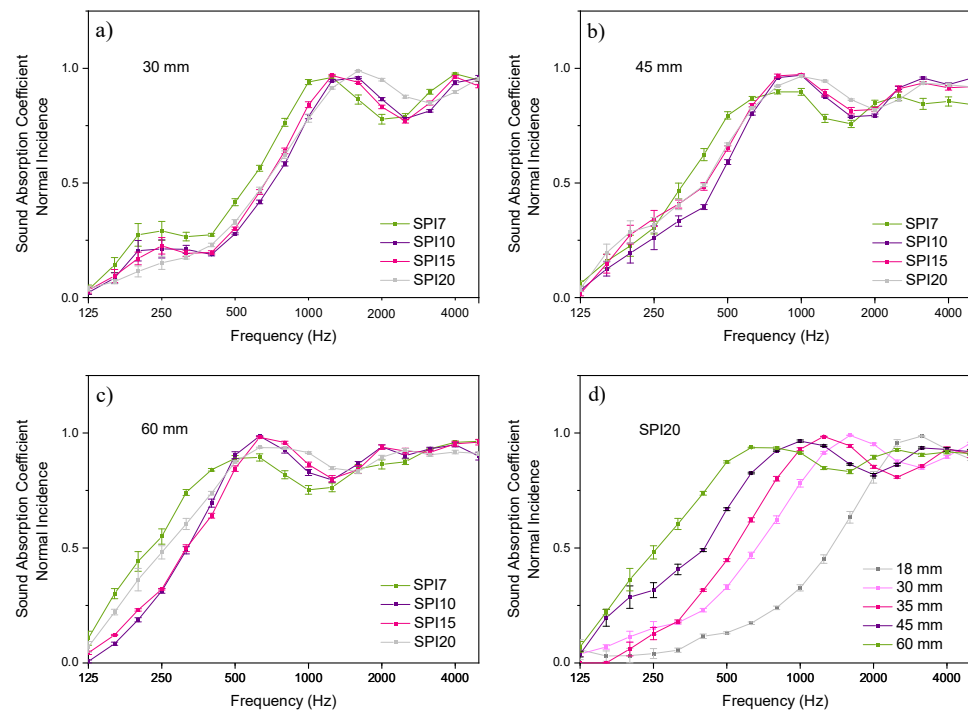 a)
30 mm
Sound Absorption Coefficient
Normal Incidence
1.0
0.5
0.0
SPI7
SPI10
SPI15
SPI20
125 250 500 1000 2000 4000
Frequency (Hz)
b)
45 mm
Sound Absorption Coefficient
Normal Incidence
1.0
0.5
0.0
SPI7
SPI10
SPI15
SPI20
125 250 500 1000 2000 4000
Frequency (Hz)
c)
60 mm
Sound Absorption Coefficient
Normal Incidence
1.0
0.5
0.0
SPI7
SPI10
SPI15
SPI20
125 250 500 1000 2000 4000
Frequency (Hz)
d)
SPI20
Sound Absorption Coefficient
Normal Incidence
1.0
0.5
0.0
18 mm
30 mm
35 mm
45 mm
60 mm
125 250 500 1000 2000 4000
Frequency (Hz)